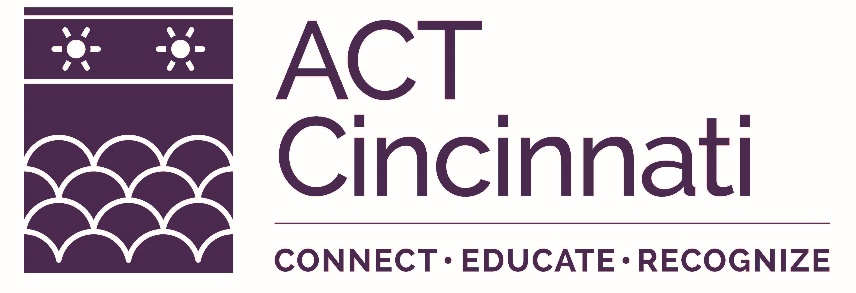 ACT
Cincinnati
CONNECT • EDUCATE • RECOGNIZE